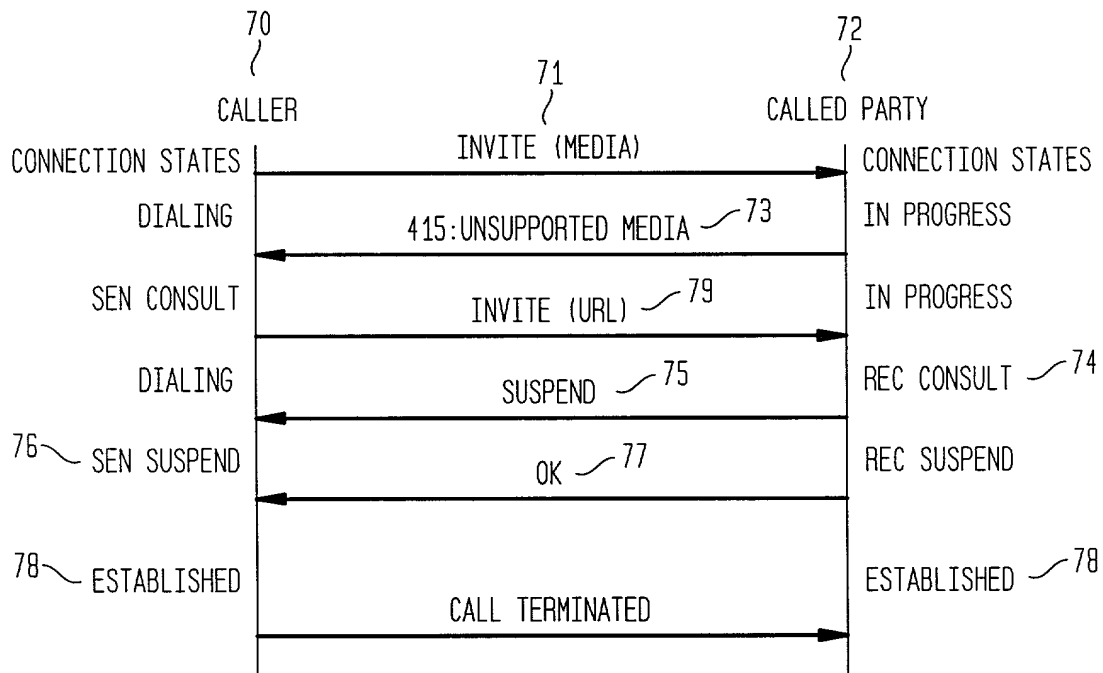 70
71
72
CALLER
CALLED PARTY
CONNECTION STATES
INVITE (MEDIA)
CONNECTION STATES
DIALING
415:UNSUPPORTED MEDIA
73
IN PROGRESS
SEN CONSULT
INVITE (URL)
79
IN PROGRESS
DIALING
SUSPEND
75
REC CONSULT
74
76
SEN SUSPEND
OK
77
REC SUSPEND
78
ESTABLISHED
ESTABLISHED
78
CALL TERMINATED